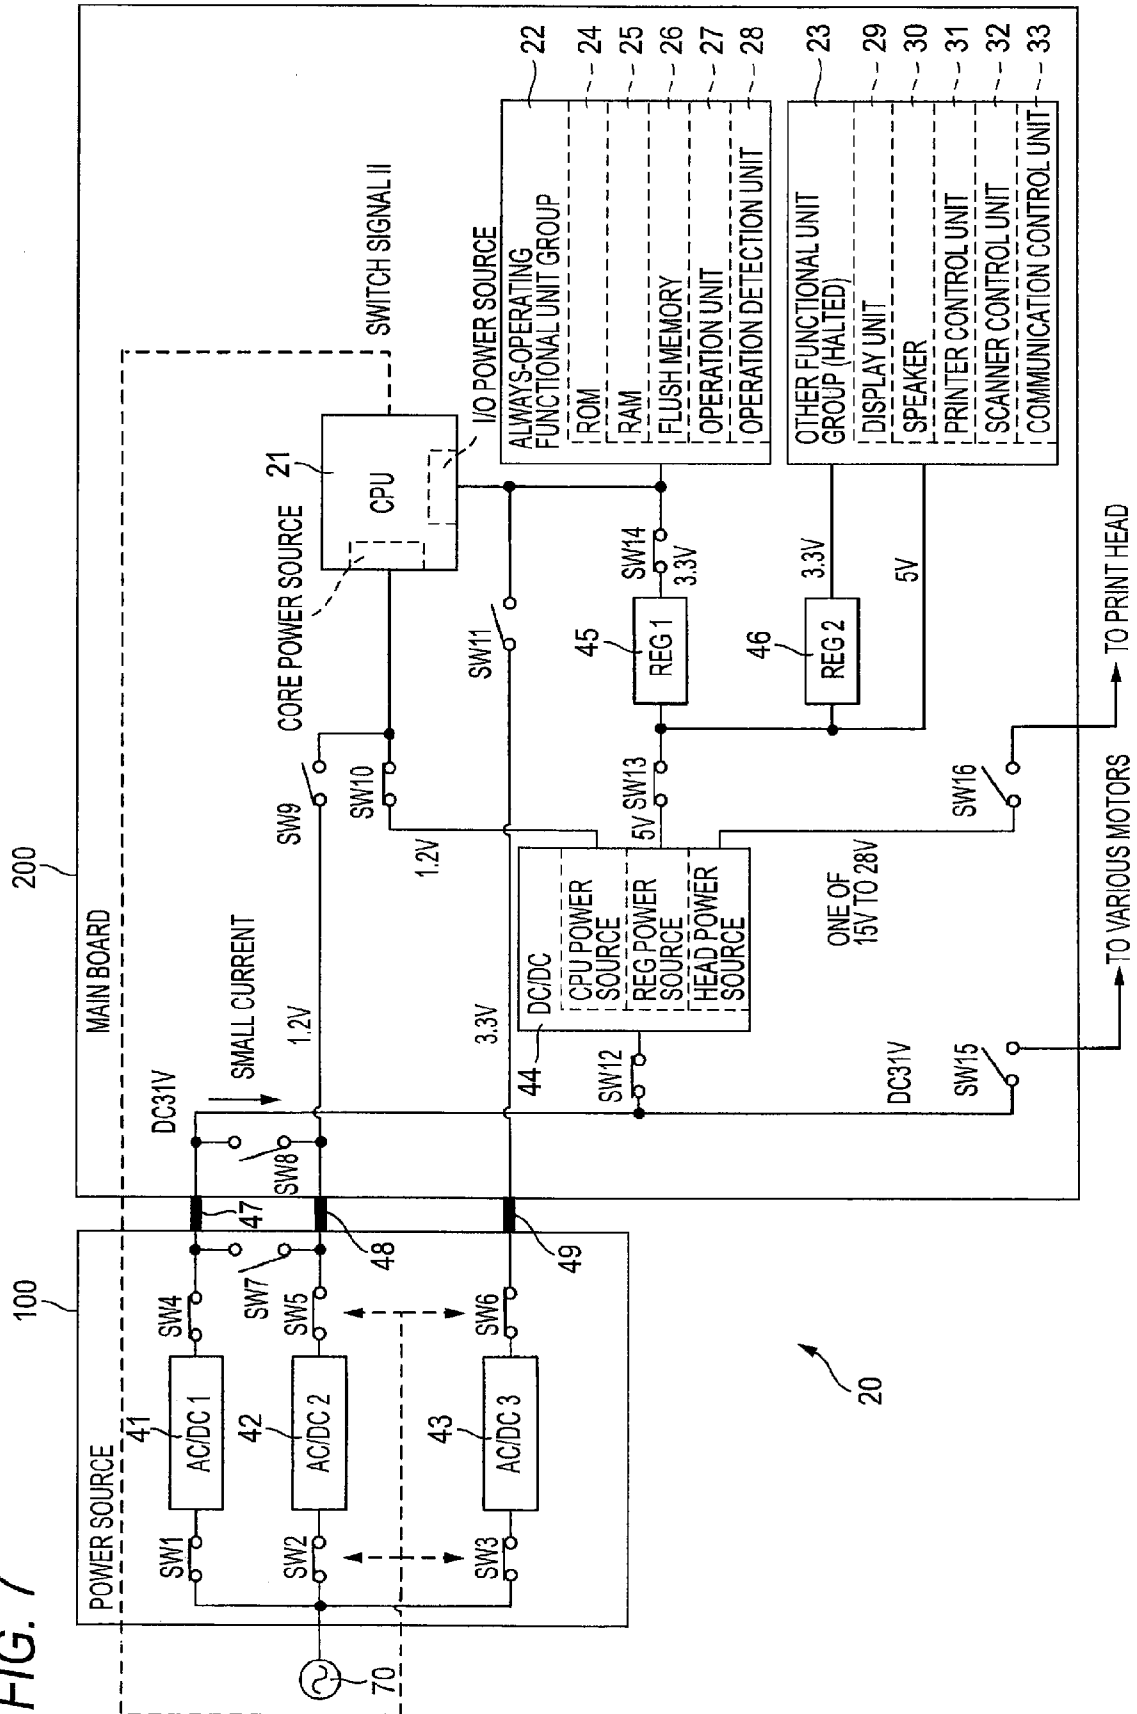 FIG. 7
100
POWER SOURCE
SW1
41
AC/DC 1
SW4
47
SW2
42
AC/DC 2
SW5
SW7
48
SW3
43
AC/DC 3
SW6
49
70
20
200
MAIN BOARD
DC31V
SMALL CURRENT
SW8
1.2V
SW9
SW10
1.2V
CORE POWER SOURCE
21
CPU
SWITCH SIGNAL II
I/O POWER SOURCE
3.3V
SW11
44
DC/DC
CPU POWER
SOURCE
REG POWER
SOURCE
HEAD POWER
SOURCE
SW12
5V
SW13
45
REG 1
SW14
3.3V
46
REG 2
3.3V
5V
ONE OF
15V TO 28V
DC31V
SW15
SW16
TO VARIOUS MOTORS
TO PRINT HEAD
ALWAYS-OPERATING
FUNCTIONAL UNIT GROUP
22
ROM
24
RAM
25
FLUSH MEMORY
26
OPERATION UNIT
27
OPERATION DETECTION UNIT
28
OTHER FUNCTIONAL UNIT
GROUP (HALTED)
23
DISPLAY UNIT
29
SPEAKER
30
PRINTER CONTROL UNIT
31
SCANNER CONTROL UNIT
32
COMMUNICATION CONTROL UNIT
33